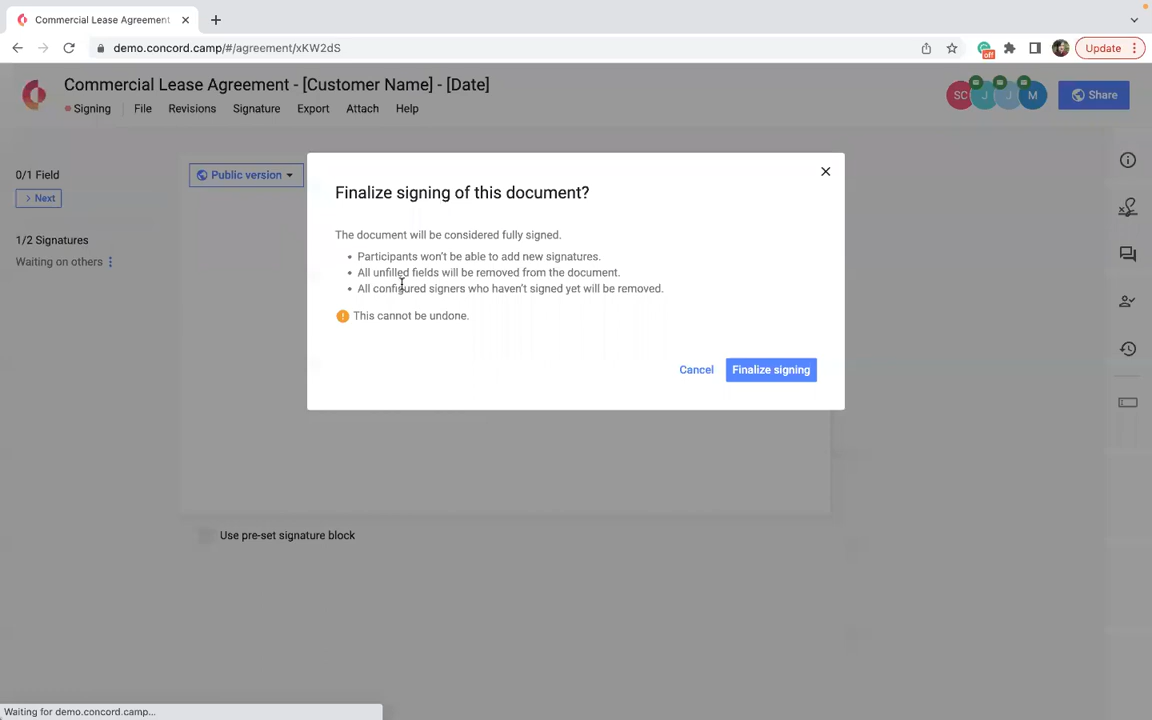 Commercial Lease Agreement
demo.concord.camp/#/agreement/xKW2dS
off
Update
Commercial Lease Agreement - [Customer Name] - [Date]
Signing File Revisions Signature Export Attach Help
SC J J M
Share
0/1 Field
> Next
1/2 Signatures
Waiting on others
Public version
Finalize signing of this document?
The document will be considered fully signed.
• Participants won't be able to add new signatures.
• All unfilled fields will be removed from the document.
• All configured signers who haven't signed yet will be removed.
This cannot be undone.
Cancel Finalize signing
Use pre-set signature block
Waiting for demo.concord.camp...